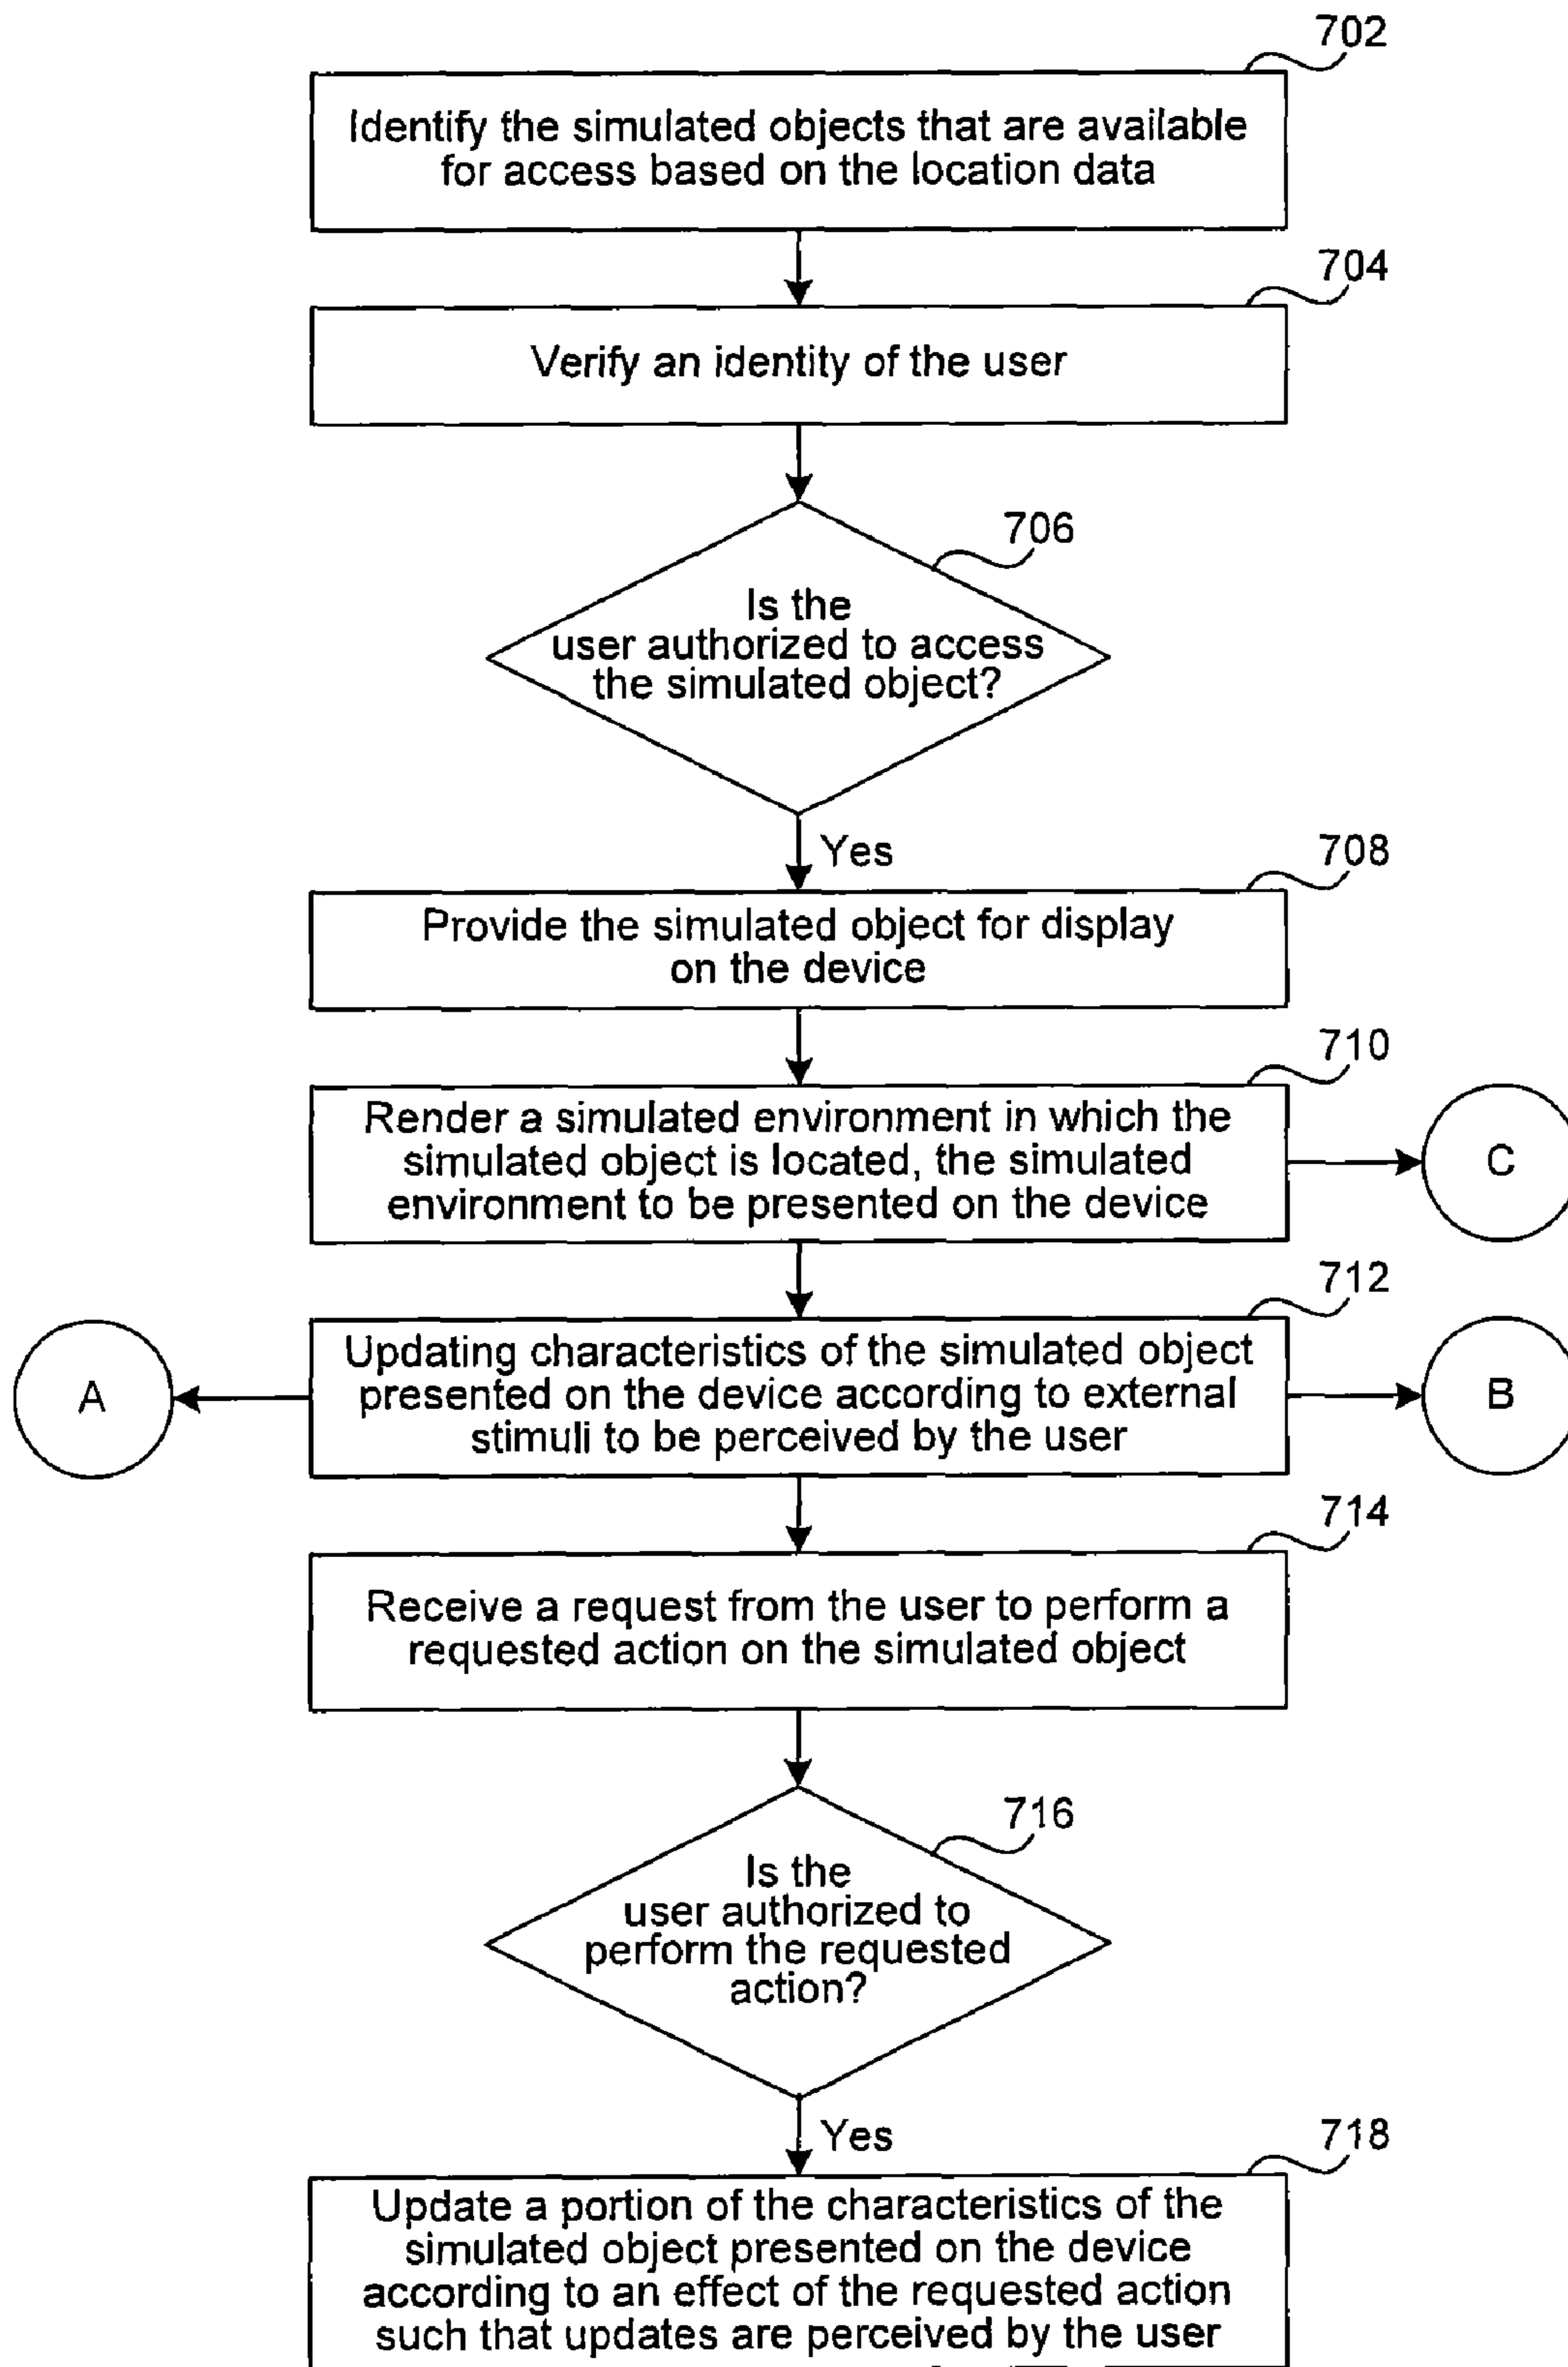 702
Identify the simulated objects that are available
for access based on the location data
704
Verify an identity of the user
706
Is the
user authorized to access
the simulated object?
Yes
708
Provide the simulated object for display
on the device
710
Render a simulated environment in which the
simulated object is located, the simulated
environment to be presented on the device
C
712
A
Updating characteristics of the simulated object
presented on the device according to external
stimuli to be perceived by the user
B
714
Receive a request from the user to perform a
requested action on the simulated object
716
Is the
user authorized to
perform the requested
action?
Yes
718
Update a portion of the characteristics of the
simulated object presented on the device
according to an effect of the requested action
such that updates are perceived by the user